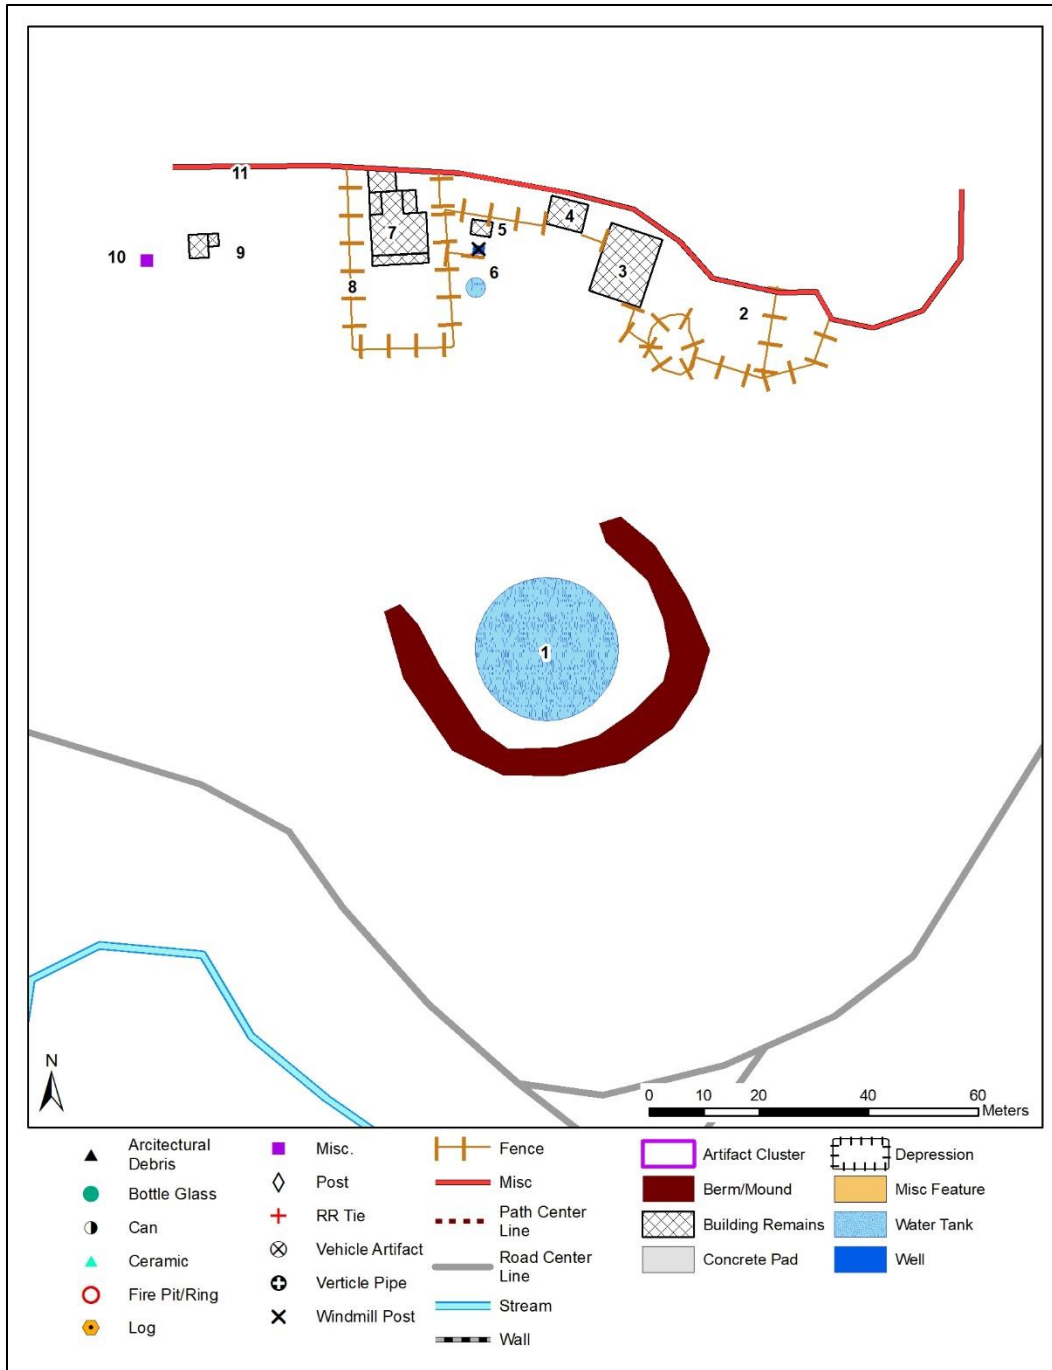 11
4
7
5
10
9
3
6
8
2
1
N
0 10 20 40 60
Meters
Arcitectural
Debris
Bottle Glass
Can
Ceramic
Fire Pit/Ring
Log
Misc.
Post
RR Tie
Vehicle Artifact
Verticle Pipe
Windmill Post
Fence
Misc
Path Center
Line
Road Center
Line
Stream
Wall
Artifact Cluster
Berm/Mound
Building Remains
Concrete Pad
Depression
Misc Feature
Water Tank
Well